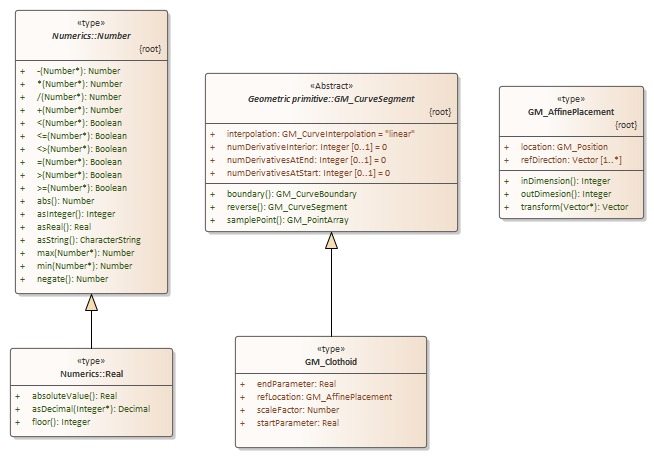 «type»
Numerics::Number
{root}
+ -(Number*): Number
+ *(Number*): Number
+ /(Number*): Number
+ +(Number*): Number
+ <(Number*): Boolean
+ <=(Number*): Boolean
+ <>(Number*): Boolean
+ =(Number*): Boolean
+ >(Number*): Boolean
+ >=(Number*): Boolean
+ abs(): Number
+ asInteger(): Integer
+ asReal(): Real
+ asString(): CharacterString
+ max(Number*): Number
+ min(Number*): Number
+ negate(): Number
«type»
Numerics::Real
+ absoluteValue(): Real
+ asDecimal(Integer*): Decimal
+ floor(): Integer
«Abstract»
Geometric primitive::GM_CurveSegment
{root}
+ interpolation: GM_CurveInterpolation = "linear"
+ numDerivativeInterior: Integer [0..1] = 0
+ numDerivativesAtEnd: Integer [0..1] = 0
+ numDerivativesAtStart: Integer [0..1] = 0
+ boundary(): GM_CurveBoundary
+ reverse(): GM_CurveSegment
+ samplePoint(): GM_PointArray
«type»
GM_Clothoid
+ endParameter: Real
+ refLocation: GM_AffinePlacement
+ scaleFactor: Number
+ startParameter: Real
«type»
GM_AffinePlacement
{root}
+ location: GM_Position
+ refDirection: Vector [1..*]
+ inDimension(): Integer
+ outDimesion(): Integer
+ transform(Vector*): Vector